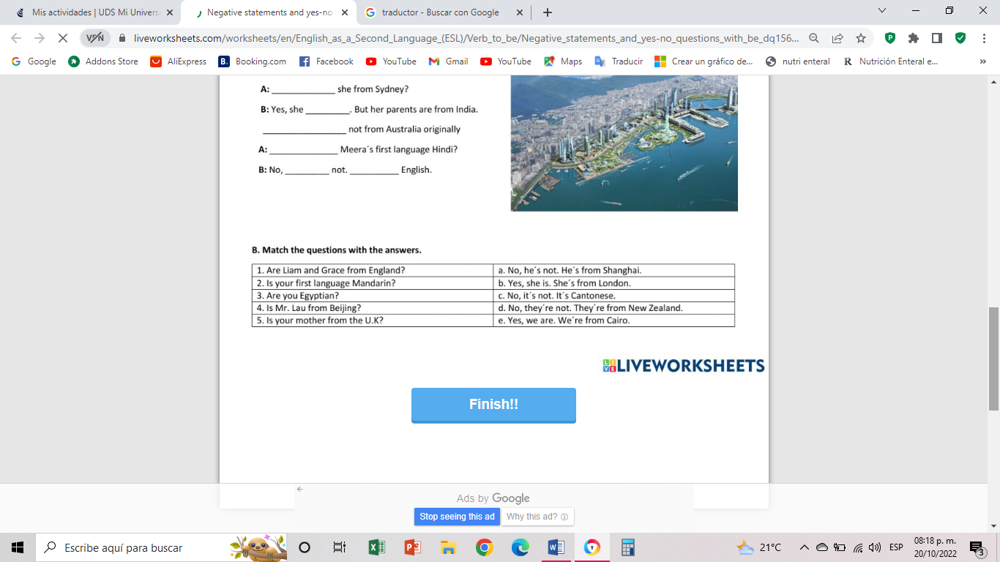 Mis actividades | UDS Mi Universi
Negative statements and yes-no
traductor - Buscar con Google
VPN
liveworksheets.com/worksheets/en/English_as_a_Second_Language_(ESL)/Verb_to_be/Negative_statements_and_yes-no_questions_with_be_dq156...
Google
Addons Store
AliExpress
Booking.com
Facebook
YouTube
Gmail
YouTube
Maps
Traducir
Crear un gráfico de...
nutri enteral
R Nutrición Enteral e...
»
A: _____________ she from Sydney?
B: Yes, she _________. But her parents are from India.
_________________ not from Australia originally
A: ______________ Meera´s first language Hindi?
B: No, _________ not. __________ English.
B. Match the questions with the answers.
1. Are Liam and Grace from England? a. No, he´s not. He´s from Shanghai.
2. Is your first language Mandarin? b. Yes, she is. She´s from London.
3. Are you Egyptian? c. No, it´s not. It´s Cantonese.
4. Is Mr. Lau from Beijing? d. No, they´re not. They´re from New Zealand.
5. Is your mother from the U.K? e. Yes, we are. We´re from Cairo.
LIVE LIVEWORKSHEETS
Finish!!
Ads by Google
Stop seeing this ad Why this ad?
Escribe aquí para buscar
21°C
ESP
08:18 p. m.
20/10/2022
3